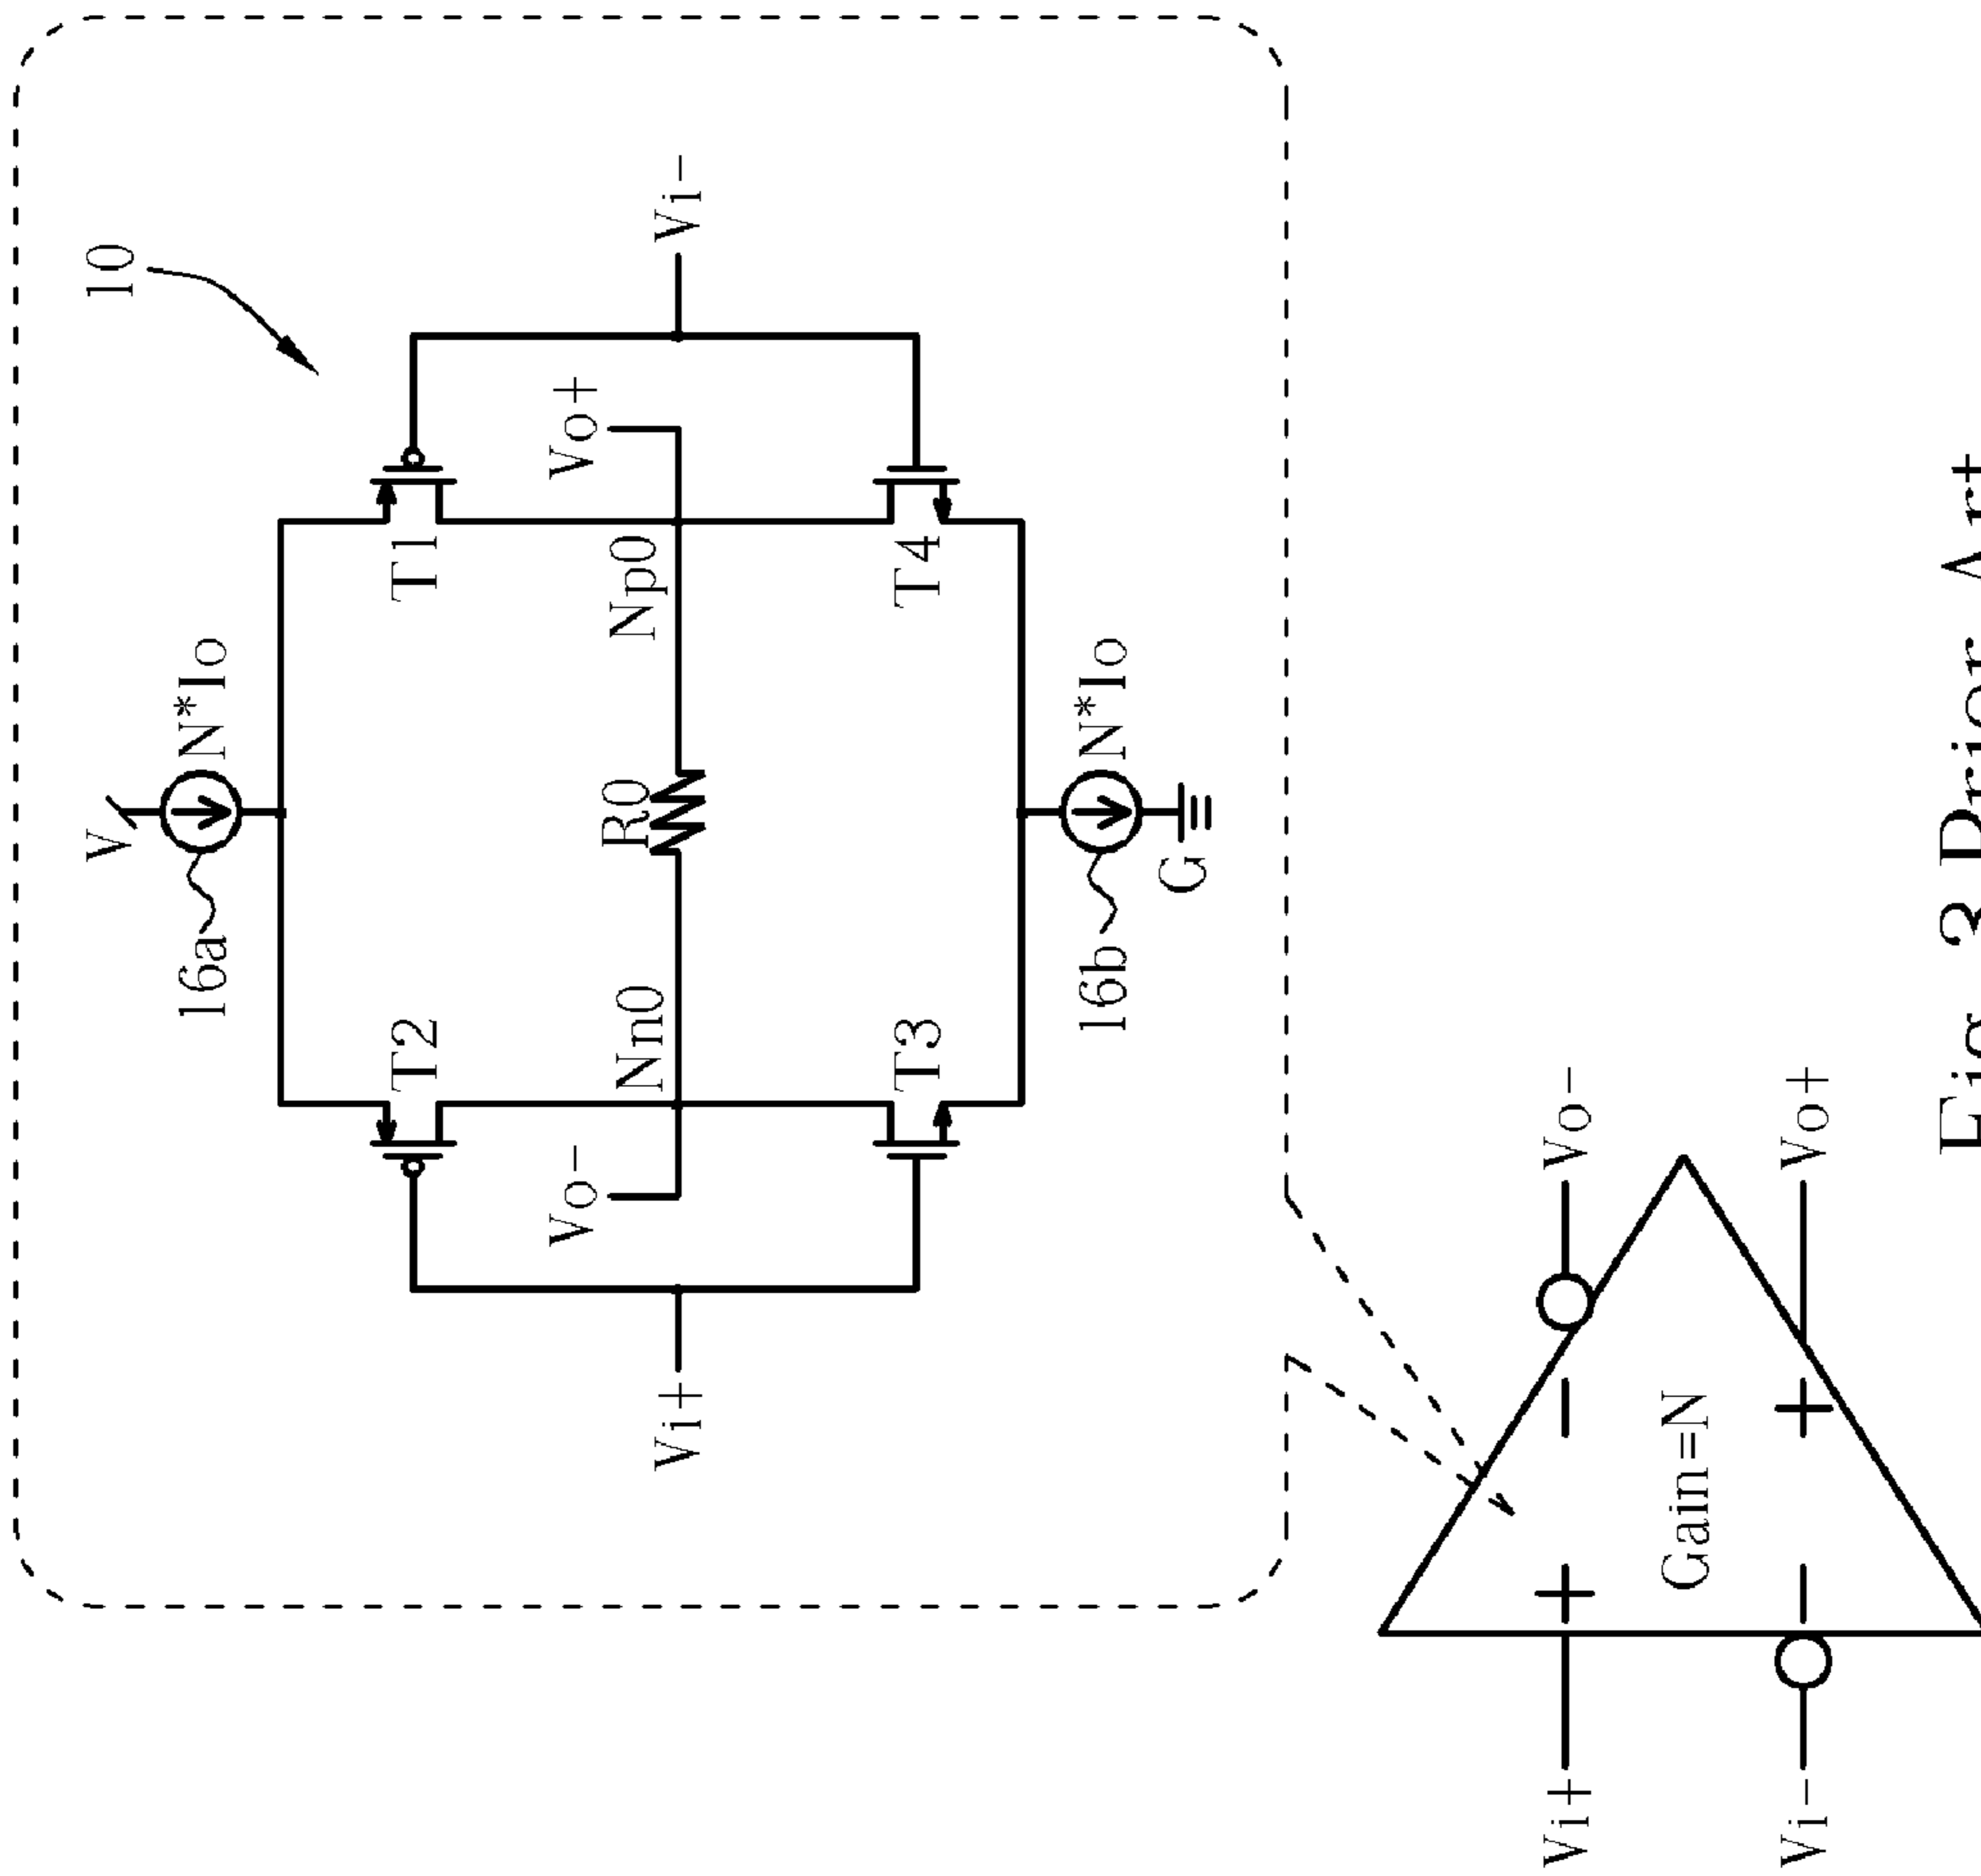 10
V
16a
N*Io
T2
T1
Vo-
Vo+
Nn0
R0
Np0
Vi+
Vi-
T3
T4
16b
N*Io
G
Vi+
Vo-
Gain=N
Vi-
Vo+